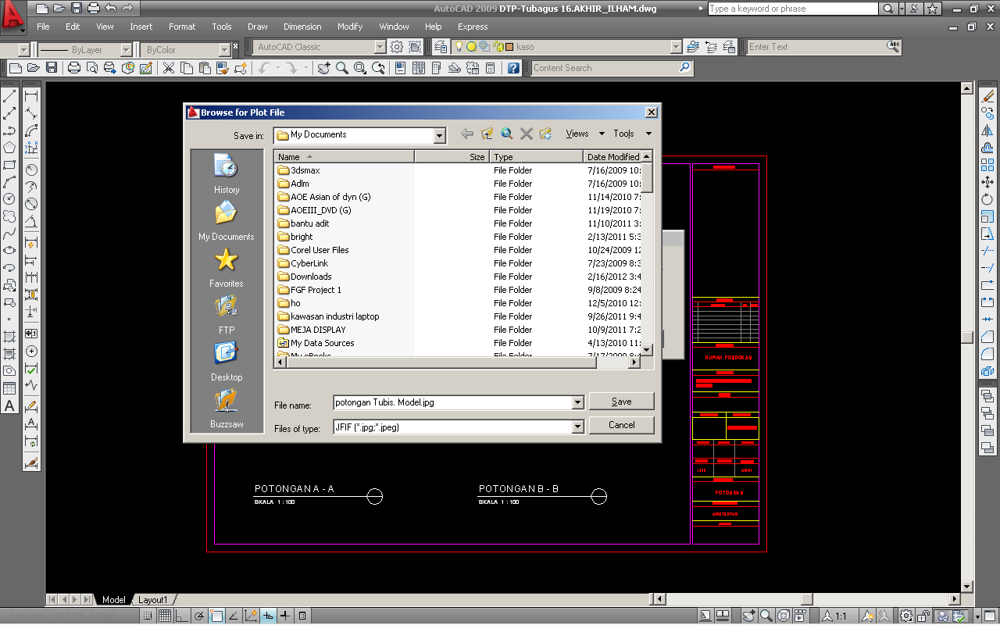 AutoCAD 2009 DTP-Tubagus 16.AKHIR_ILHAM.dwg
Type a keyword or phrase
File Edit View Insert Format Tools Draw Dimension Modify Window Help Express
ByLayer ByColor AutoCAD Classic kaso Enter Text ABC
Content Search
Browse for Plot File
Save in: My Documents Views Tools
Name Size Type Date Modified
3dsmax File Folder 7/16/2009 10:
Adlm File Folder 7/16/2009 10:
AOE Asian of dyn (G) File Folder 11/14/2010 7:
AOEIII_DVD (G) File Folder 11/19/2010 7:
bantu adit File Folder 11/10/2011 3:
bright File Folder 2/13/2011 5:3
Corel User Files File Folder 10/24/2009 12
CyberLink File Folder 7/23/2009 8:3
Downloads File Folder 2/16/2012 3:4
FGF Project 1 File Folder 9/8/2009 8:24
ho File Folder 12/5/2010 12:
kawasan industri laptop File Folder 9/26/2011 9:4
MEJA DISPLAY File Folder 10/9/2011 7:2
My Data Sources File Folder 4/13/2010 11:
My eBooks File Folder 7/17/2009 8:4
History
My Documents
Favorites
FTP
Desktop
Buzzsaw
File name: potongan Tubis. Model.jpg Save
Files of type: JFIF (*.jpg;*.jpeg) Cancel
RUMAH PONDOKAN
POTONGAN A - A
SKALA 1 : 100
POTONGAN B - B
SKALA 1 : 100
POTONGAN
ARSITEKTUR
Model Layout1
1:1